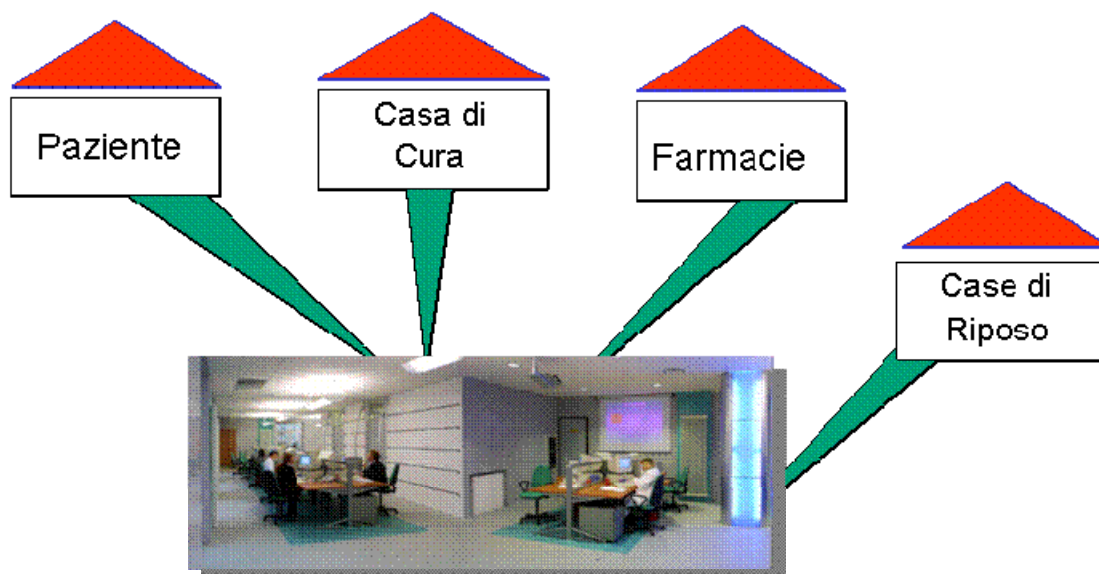 Paziente
Casa di
Cura
Farmacie
Case di
Riposo